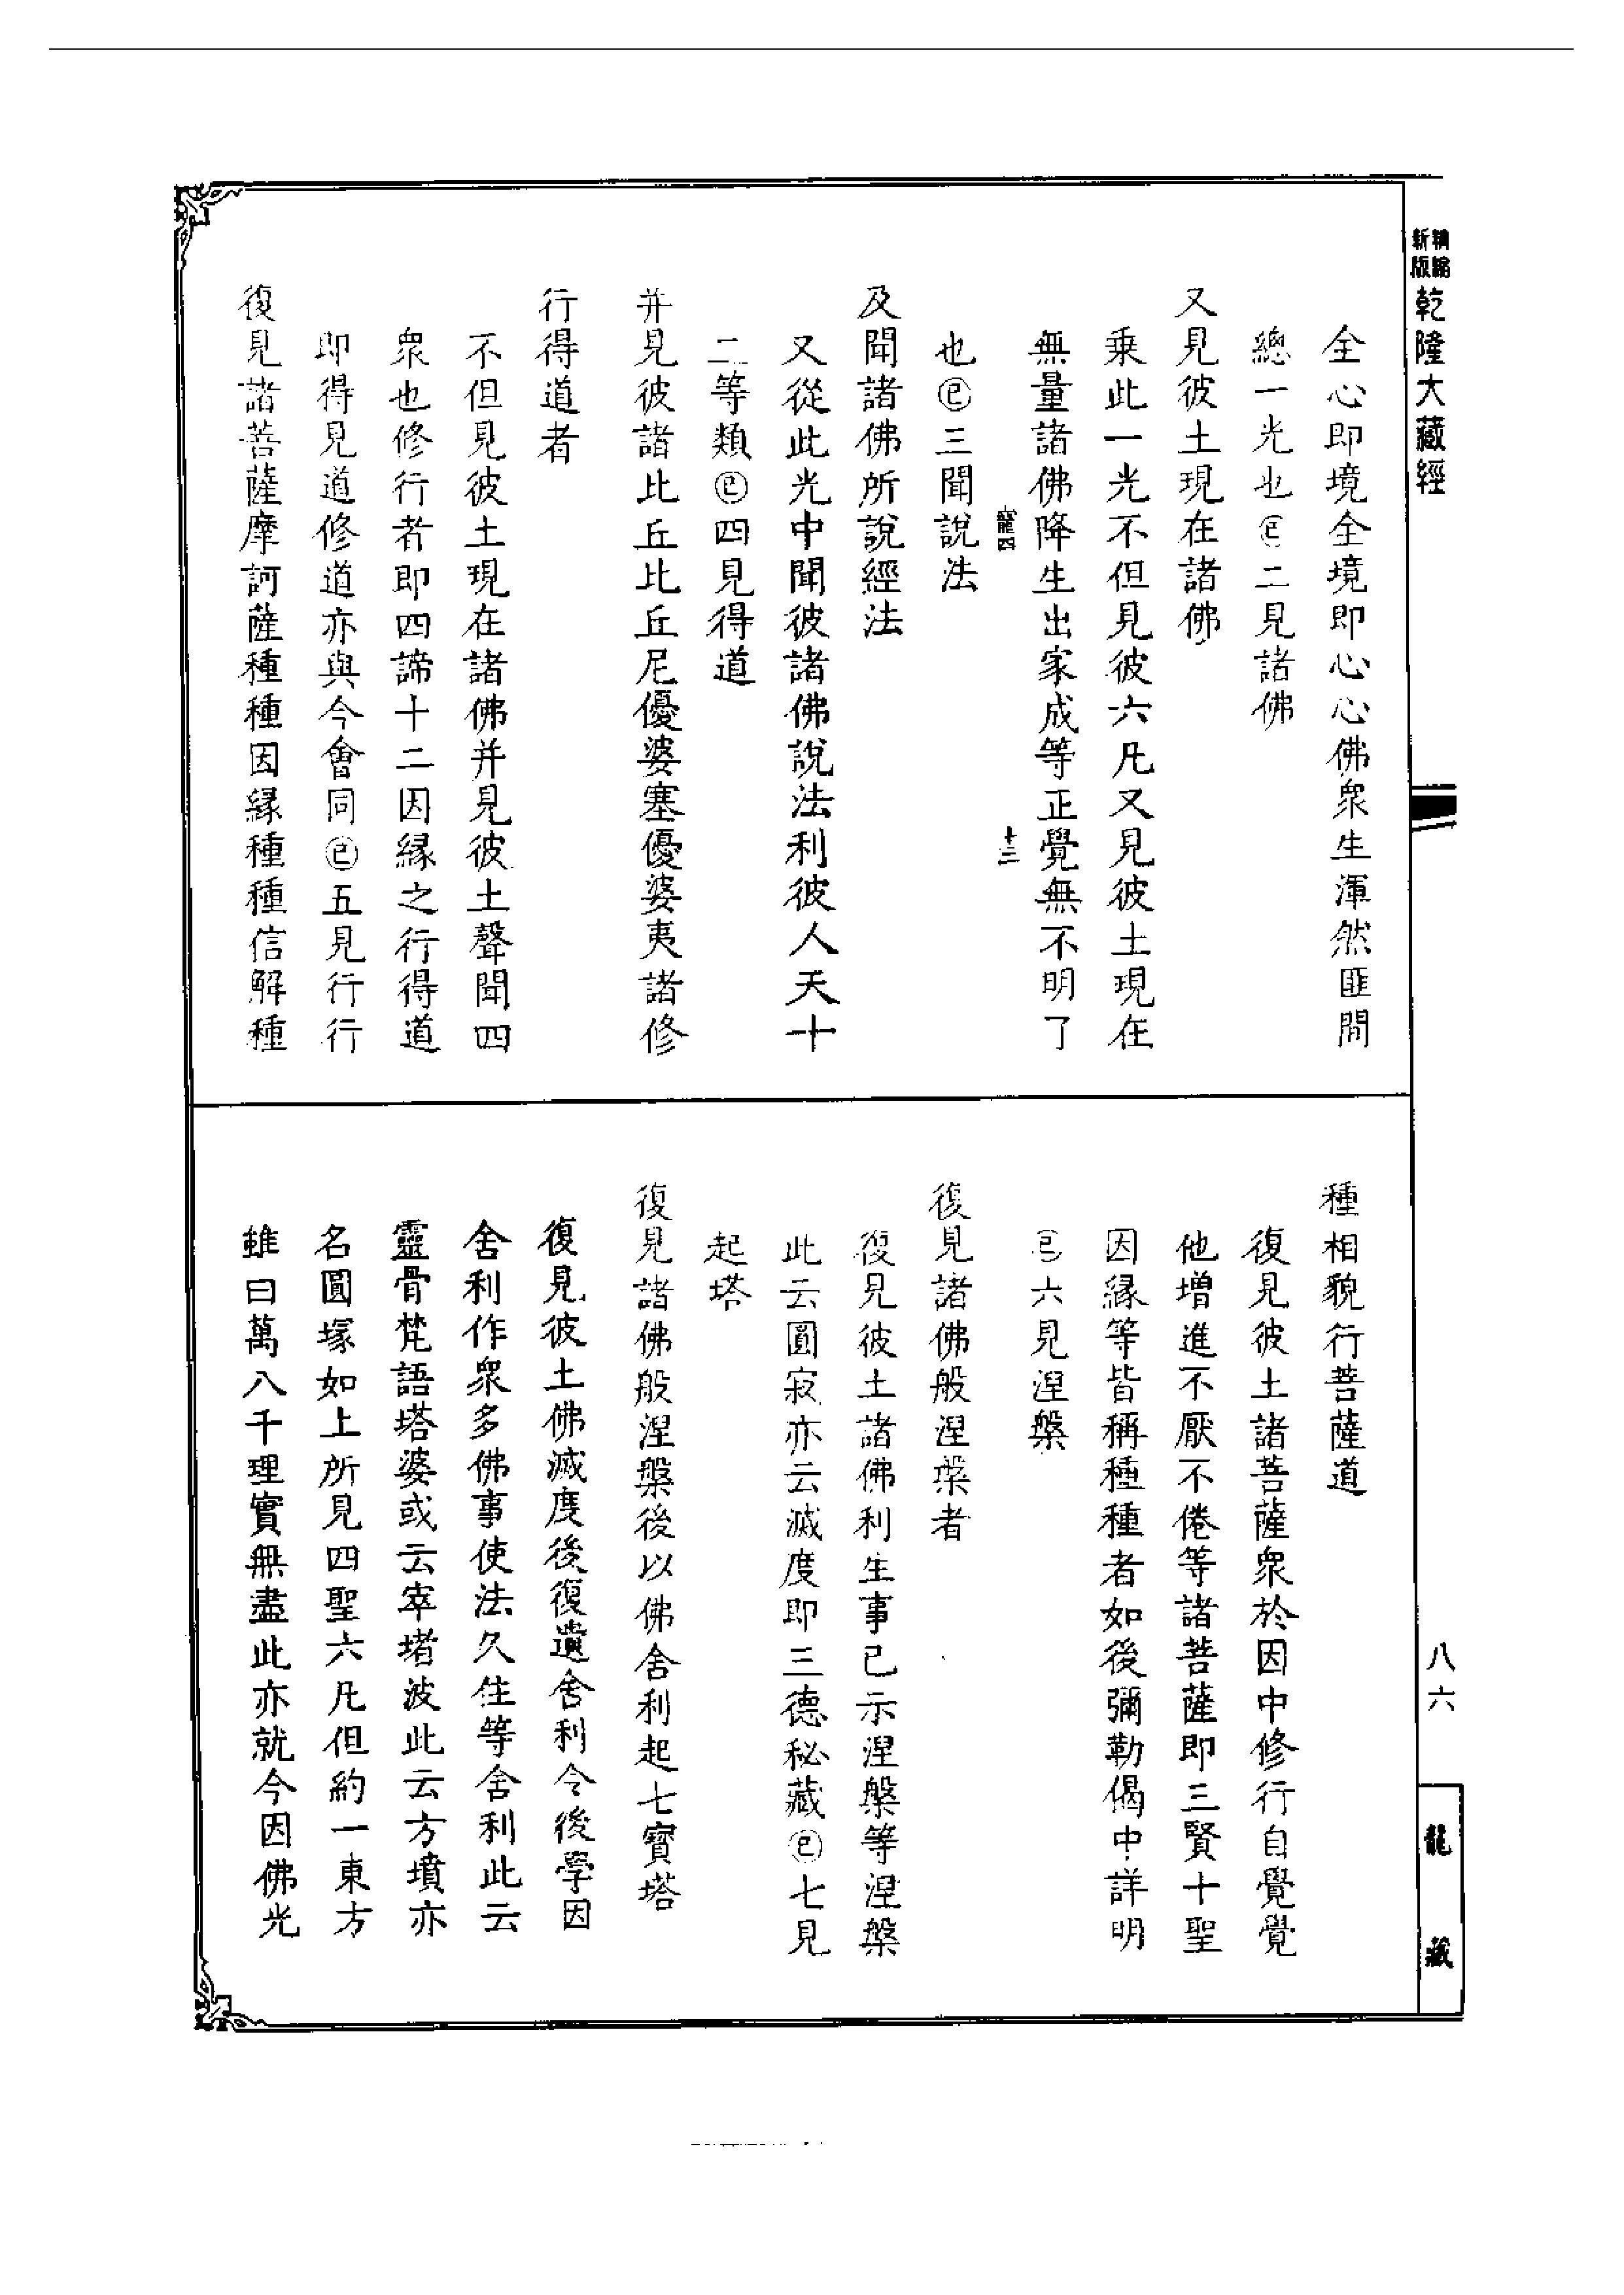 精縮
新版
乾隆大藏經
全心即境全境即心心佛衆生渾然匪間
總一光也㊁二見諸佛
又見彼土現在諸佛
乗此一光不但見彼六凡又見彼土現在
無量諸佛降生出家成等正覺無不明了
寵四
十三
也㊁三聞說法
及聞諸佛所說經法
又從此光中聞彼諸佛說法利彼人天十
二等類㊁四見得道
并見彼諸比丘比丘尼優婆塞優婆夷諸修
行得道者
不但見彼土現在諸佛并見彼土聲聞四
衆也修行者即四諦十二因緣之行得道
即得見道修道亦與今會同㊁五見行行
復見諸菩薩摩訶薩種種因緣種種信解種
種相貌行菩薩道
復見彼土諸菩薩衆於因中修行自覺覺
他增進不厭不倦等諸菩薩即三賢十聖
因緣等皆稱種種者如後彌勒偈中詳明
㊁六見涅槃
復見諸佛般涅槃者
復見彼土諸佛利生事已示涅槃等涅槃
此云圓寂亦云滅度即三德秘藏㊁七見
起塔
復見諸佛般涅槃後以佛舍利起七寶塔
復見彼土佛滅度後復遺舍利令後學因
舍利作衆多佛事使法久住等舍利此云
靈骨梵語塔婆或云窣堵波此云方墳亦
名圓塚如上所見四聖六凡但約一東方
雖曰萬八千理實無盡此亦就今因佛光
八六
龍藏